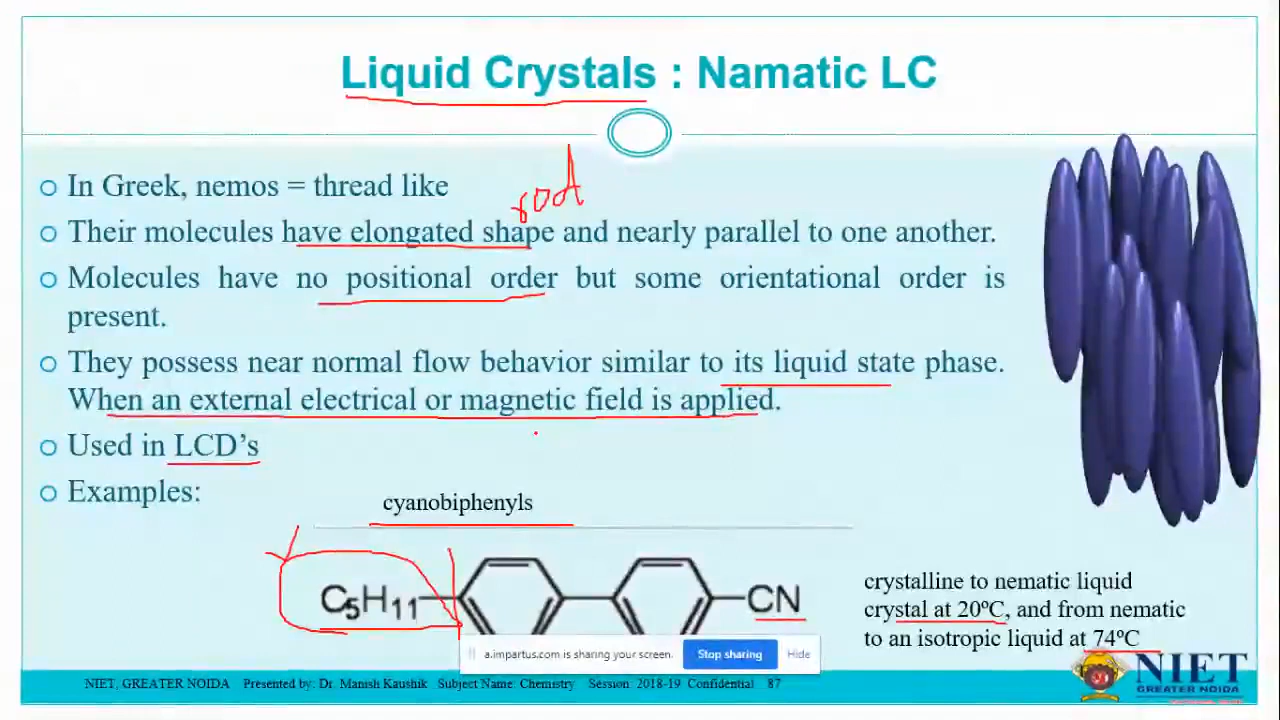 Liquid Crystals : Namatic LC
In Greek, nemos = thread like
rod
Their molecules have elongated shape and nearly parallel to one another.
Molecules have no positional order but some orientational order is
present.
They possess near normal flow behavior similar to its liquid state phase.
When an external electrical or magnetic field is applied.
Used in LCD’s
Examples:
cyanobiphenyls
C5H11
CN
crystalline to nematic liquid
crystal at 20ºC, and from nematic
to an isotropic liquid at 74ºC
a.impartus.com is sharing your screen. Stop sharing Hide
NIET
GREATER NOIDA
NIET, GREATER NOIDA Presented by: Dr. Manish Kaushik Subject Name: Chemistry Session: 2018-19 Confidential 87